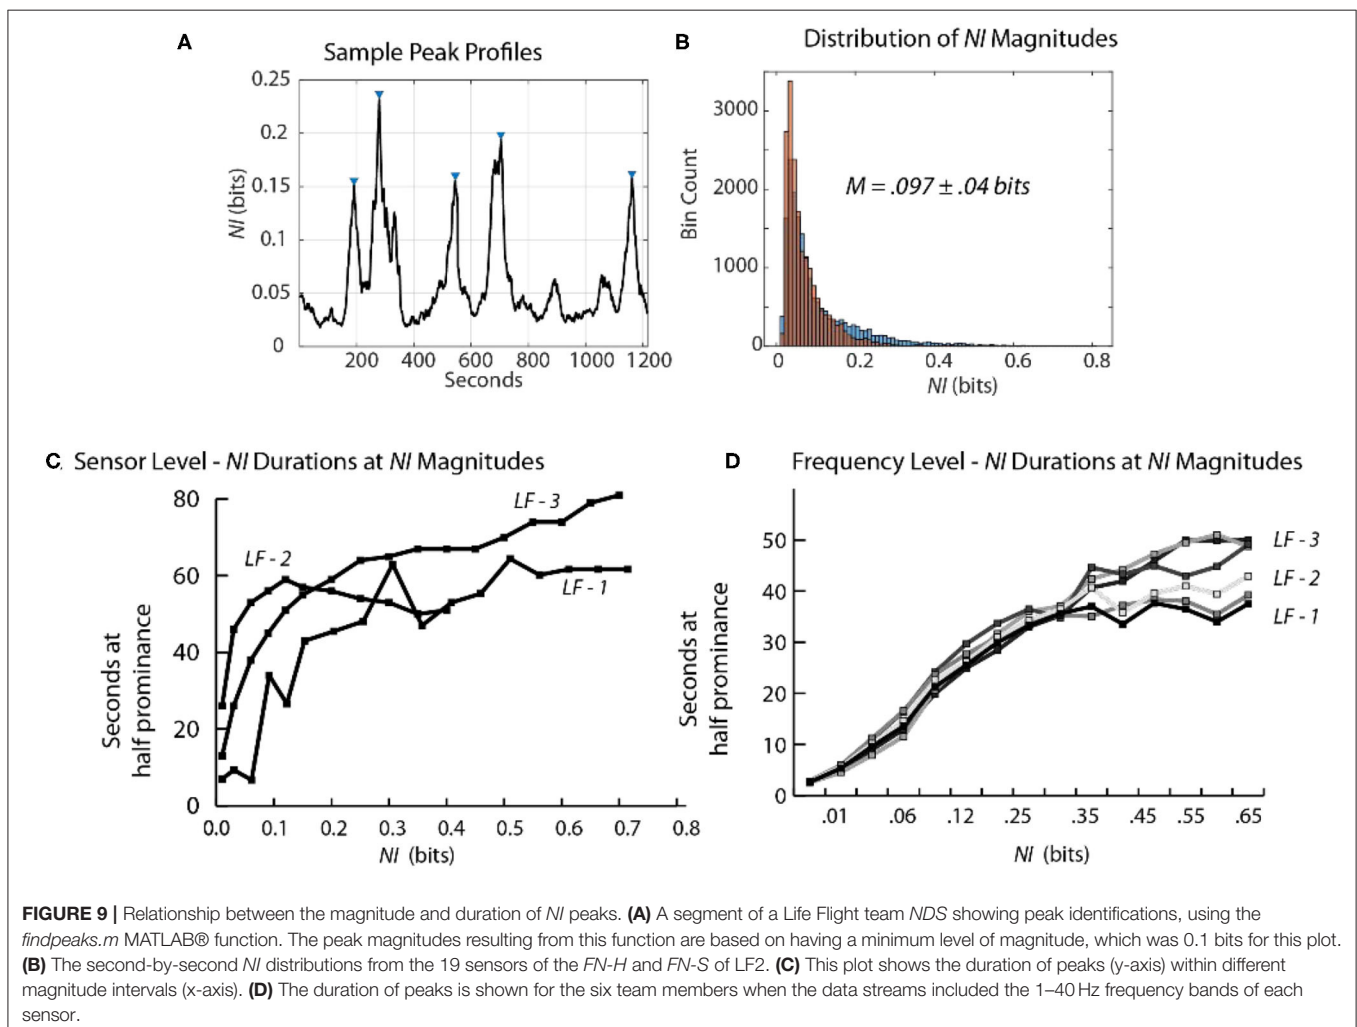 A
Sample Peak Profiles
0.25
0.2
0.15
0.1
0.05
0
NI (bits)
200 400 600 800 1000 1200
Seconds
B
Distribution of NI Magnitudes
3000
2000
1000
0
Bin Count
M = .097 ± .04 bits
0 0.2 0.4 0.6 0.8
NI (bits)
C. Sensor Level - NI Durations at NI Magnitudes
80
60
40
20
0
Seconds at
half prominance
LF - 3
LF - 2
LF - 1
0.0 0.1 0.2 0.3 0.4 0.5 0.6 0.7 0.8
NI (bits)
D Frequency Level - NI Durations at NI Magnitudes
50
40
30
20
10
0
Seconds at
half prominance
LF - 3
LF - 2
LF - 1
.01 .06 .12 .25 .35 .45 .55 .65
NI (bits)
FIGURE 9 | Relationship between the magnitude and duration of NI peaks. (A) A segment of a Life Flight team NDS showing peak identifications, using the
findpeaks.m MATLAB® function. The peak magnitudes resulting from this function are based on having a minimum level of magnitude, which was 0.1 bits for this plot.
(B) The second-by-second NI distributions from the 19 sensors of the FN-H and FN-S of LF2. (C) This plot shows the duration of peaks (y-axis) within different
magnitude intervals (x-axis). (D) The duration of peaks is shown for the six team members when the data streams included the 1–40 Hz frequency bands of each
sensor.